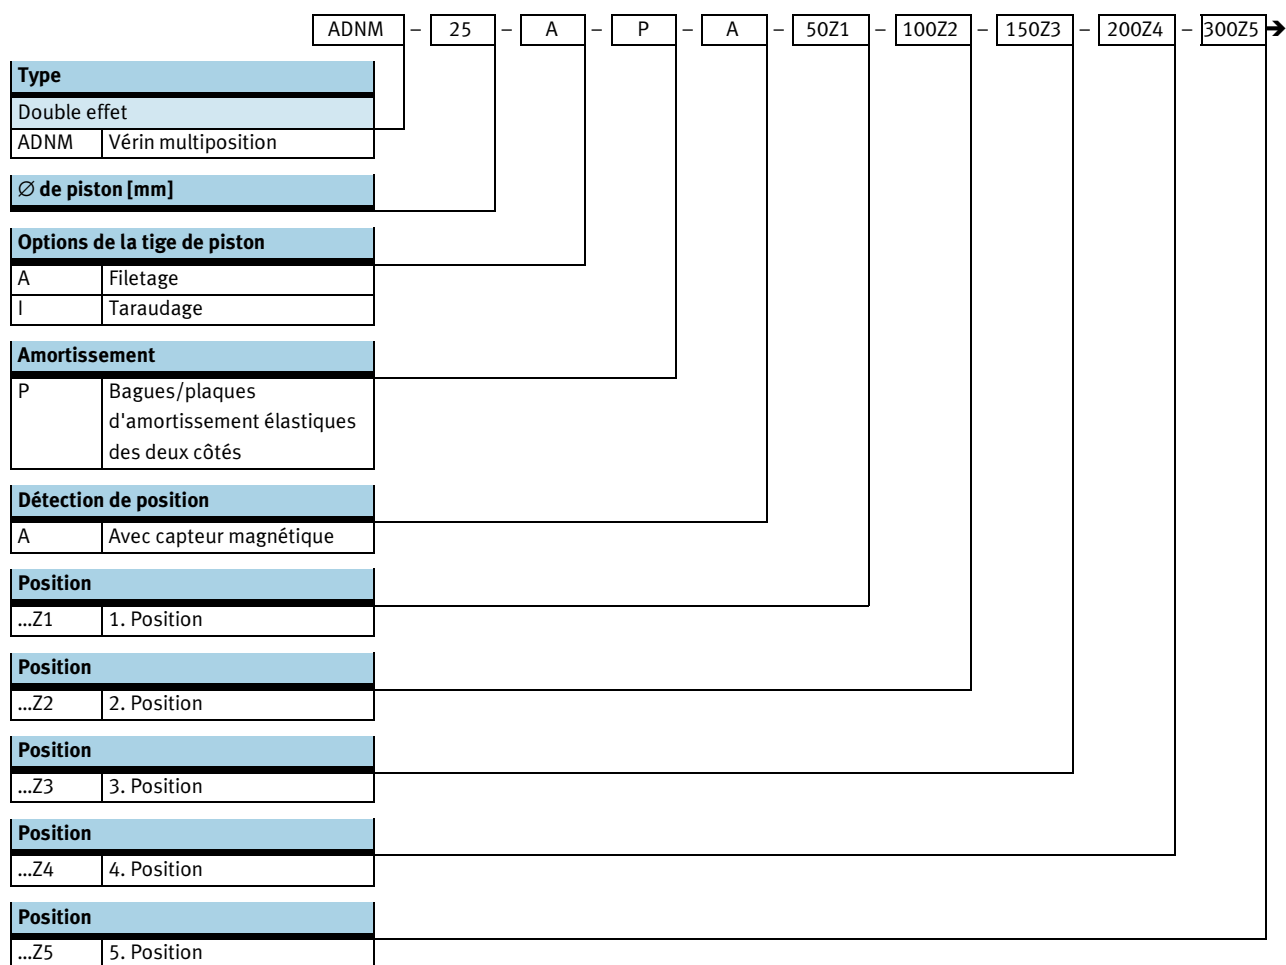 ADNM – 25 – A – P – A – 50Z1 – 100Z2 – 150Z3 – 200Z4 – 300Z5 ➔
Type
Double effet
ADNM Vérin multiposition
∅ de piston [mm]
Options de la tige de piston
A Filetage
I Taraudage
Amortissement
P Bagues/plaques
d'amortissement élastiques
des deux côtés
Détection de position
A Avec capteur magnétique
Position
...Z1 1. Position
Position
...Z2 2. Position
Position
...Z3 3. Position
Position
...Z4 4. Position
Position
...Z5 5. Position